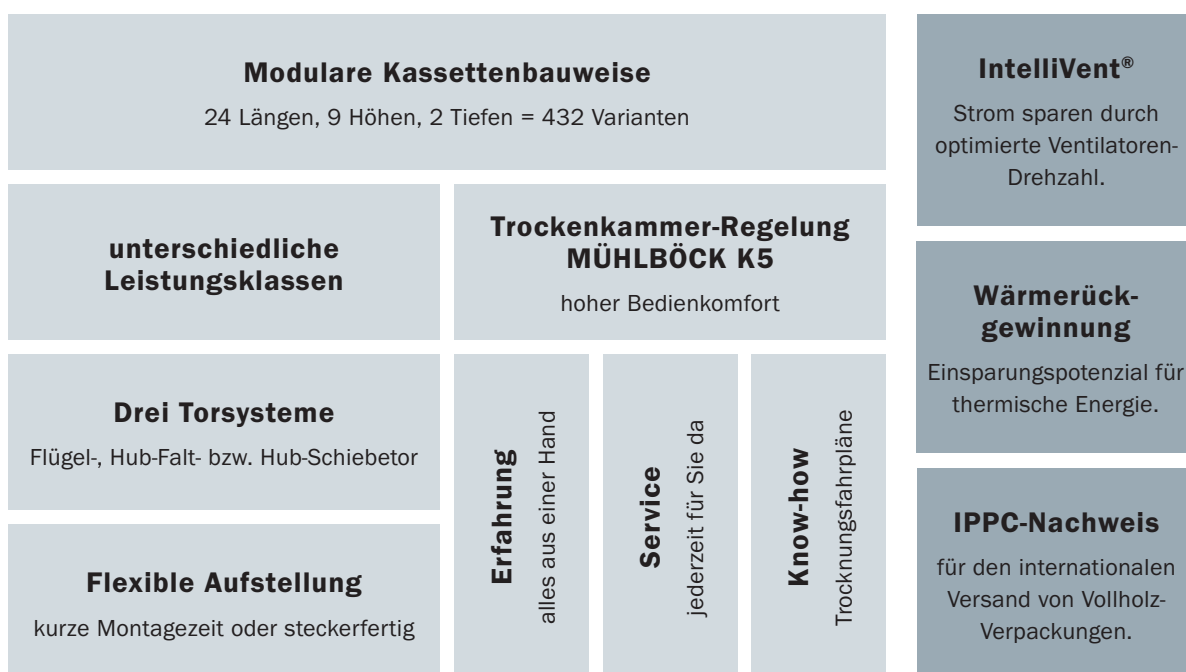 Modulare Kassettenbauweise
24 Längen, 9 Höhen, 2 Tiefen = 432 Varianten
unterschiedliche
Leistungsklassen
Trockenkammer-Regelung
MÜHLBÖCK K5
hoher Bedienkomfort
Drei Torsysteme
Flügel-, Hub-Falt- bzw. Hub-Schiebetor
Flexible Aufstellung
kurze Montagezeit oder steckerfertig
Erfahrung
alles aus einer Hand
Service
jederzeit für Sie da
Know-how
Trocknungsfahrpläne
IntelliVent®
Strom sparen durch
optimierte Ventilatoren-
Drehzahl.
Wärmerück-
gewinnung
Einsparungspotenzial für
thermische Energie.
IPPC-Nachweis
für den internationalen
Versand von Vollholz-
Verpackungen.